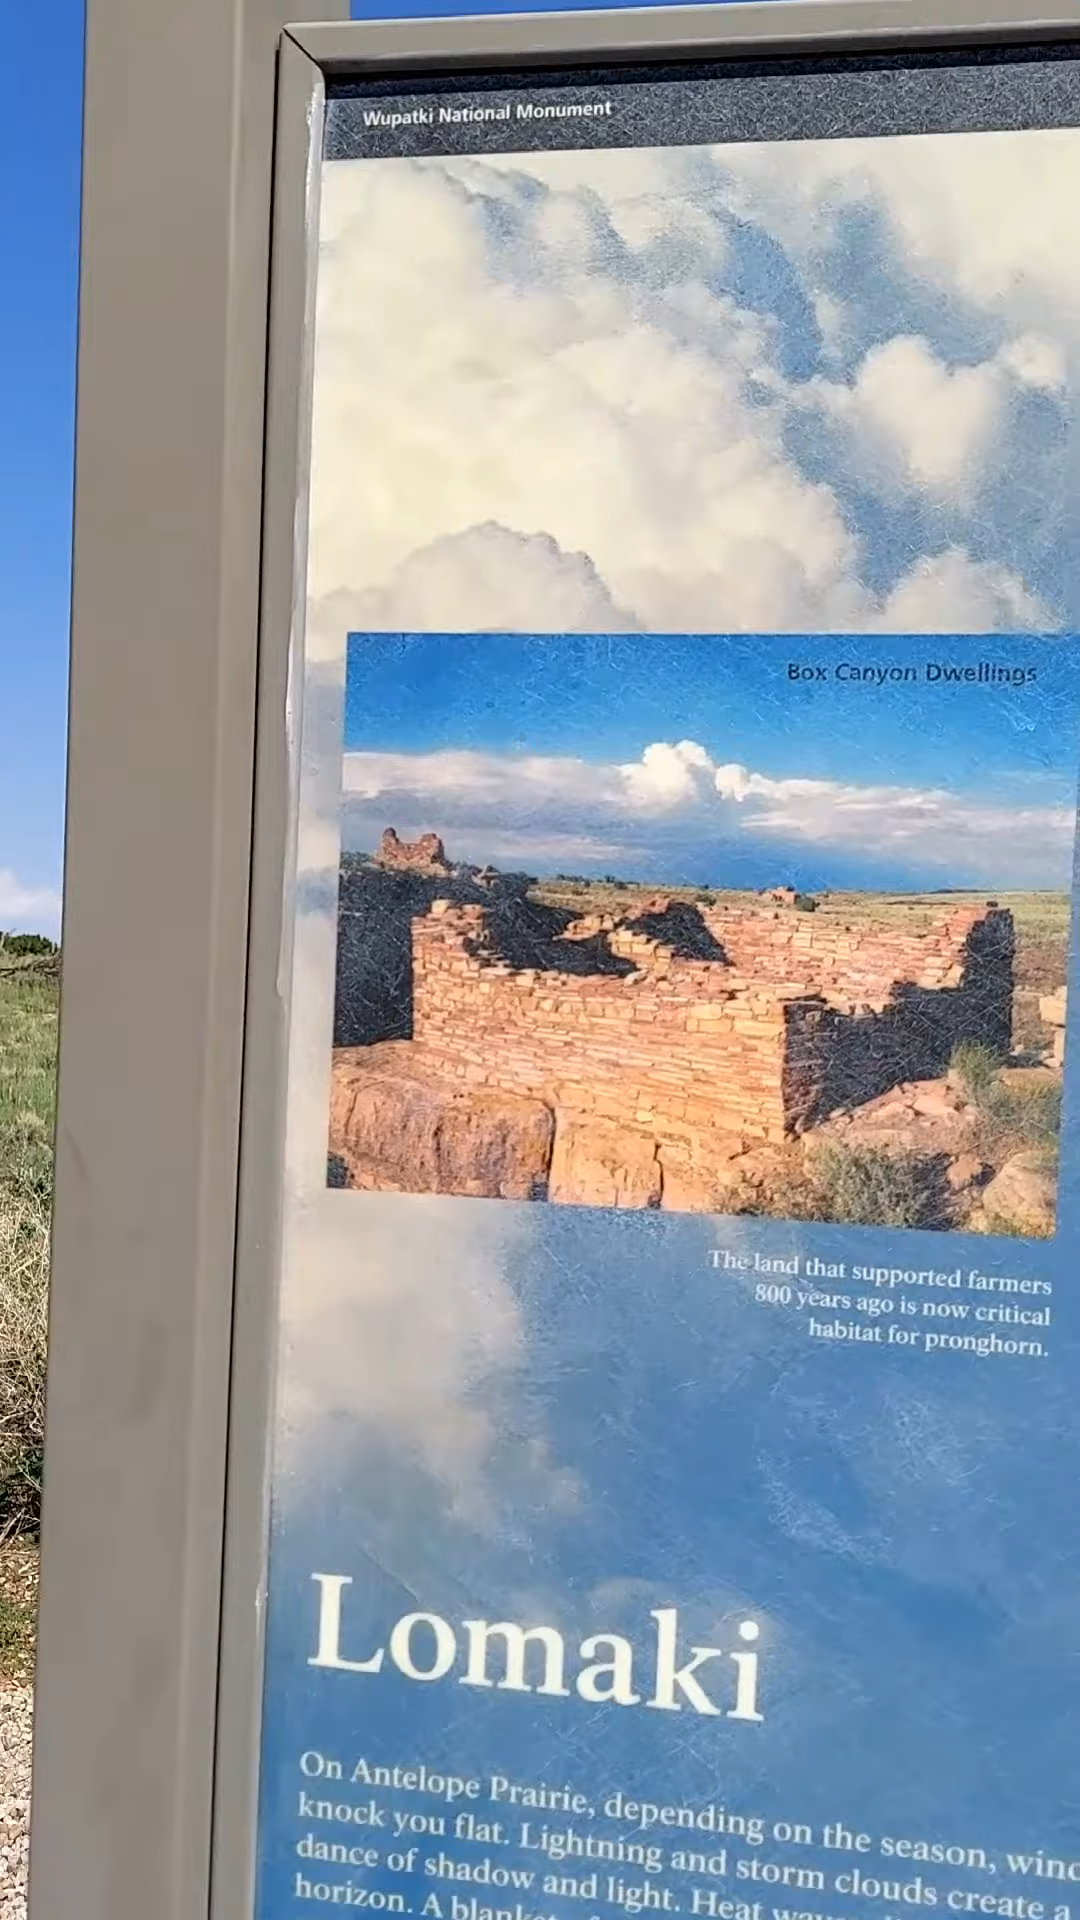 Wupatki National Monument
Box Canyon Dwellings
The land that supported farmers
800 years ago is now critical
habitat for pronghorn.
Lomaki
On Antelope Prairie, depending on the season, wind
knock you flat. Lightning and storm clouds create a
dance of shadow and light. Heat
horizon. A